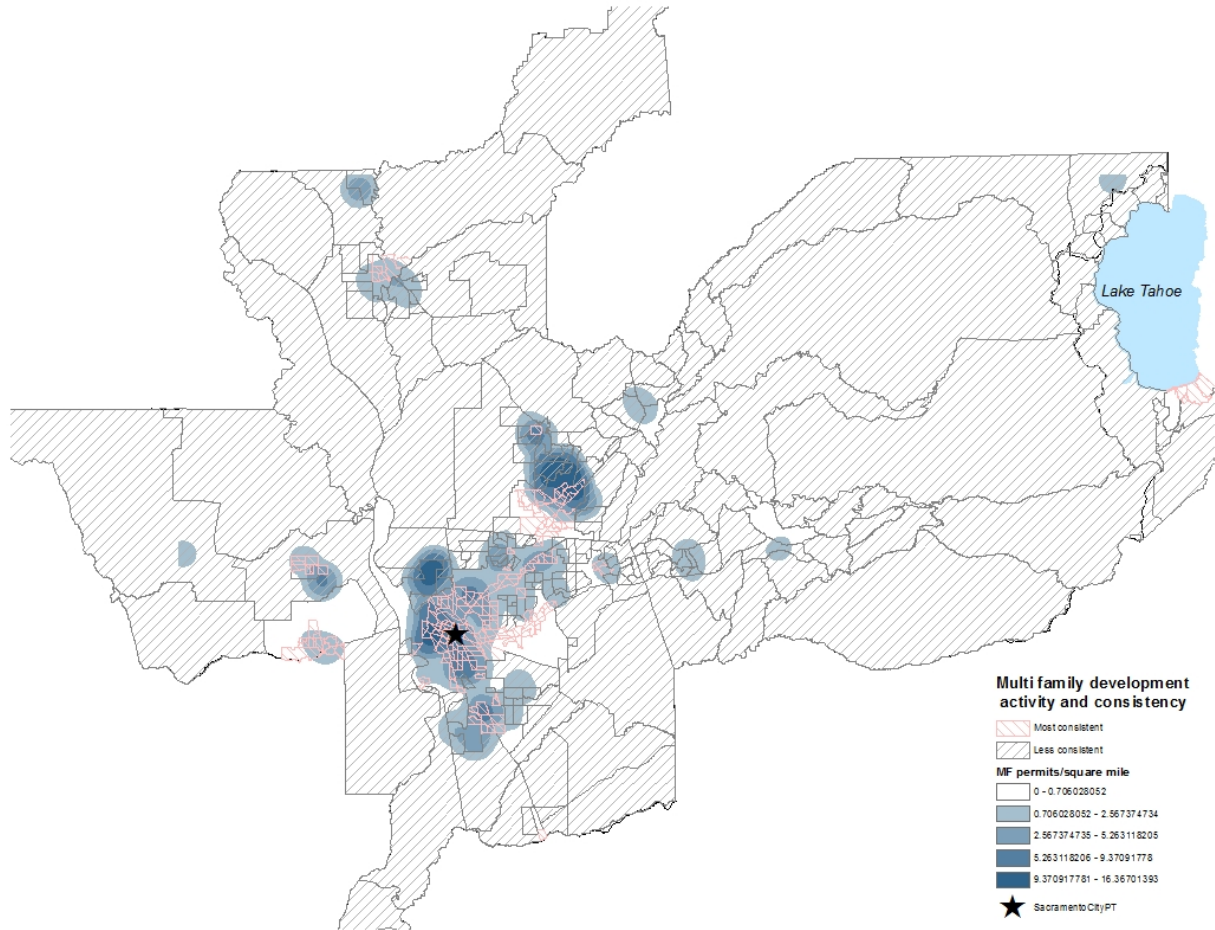 Lake Tahoe
Multi family development
activity and consistency
Most consistent
Less consistent
MF permits/square mile
0 - 0.706028052
0.706028052 - 2.567374734
2.567374735 - 5.263118205
5.263118206 - 9.37091778
9.370917781 - 16.36701393
SacramentoCityPT